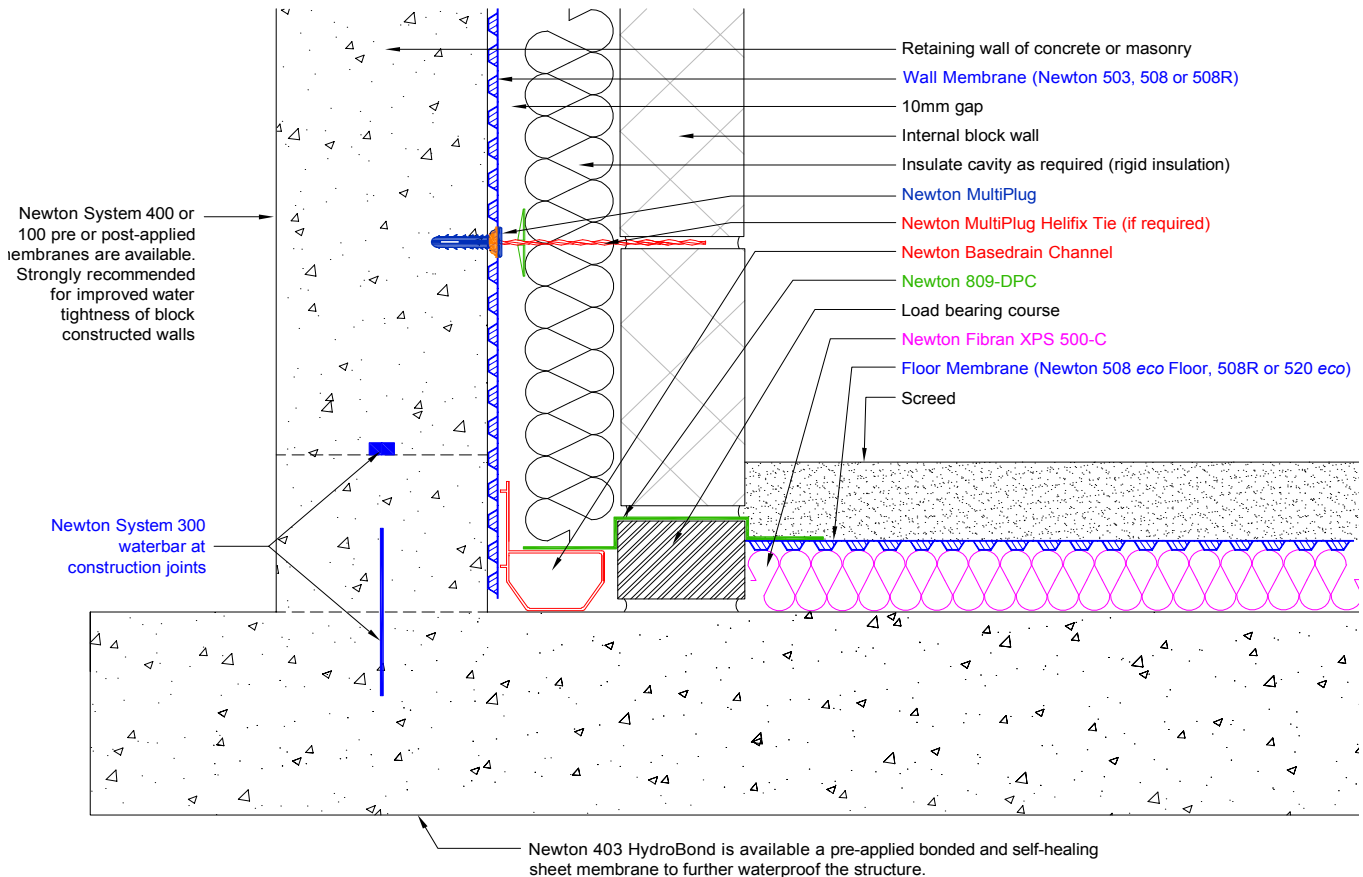 Retaining wall of concrete or masonry
Wall Membrane (Newton 503, 508 or 508R)
10mm gap
Internal block wall
Insulate cavity as required (rigid insulation)
Newton MultiPlug
Newton MultiPlug Helifix Tie (if required)
Newton Basedrain Channel
Newton 809-DPC
Load bearing course
Newton Fibran XPS 500-C
Floor Membrane (Newton 508 eco Floor, 508R or 520 eco)
Screed
Newton System 400 or
100 pre or post-applied
nembranes are available.
Strongly recommended
for improved water
tightness of block
constructed walls
Newton System 300
waterbar at
construction joints
Newton 403 HydroBond is available a pre-applied bonded and self-healing
sheet membrane to further waterproof the structure.